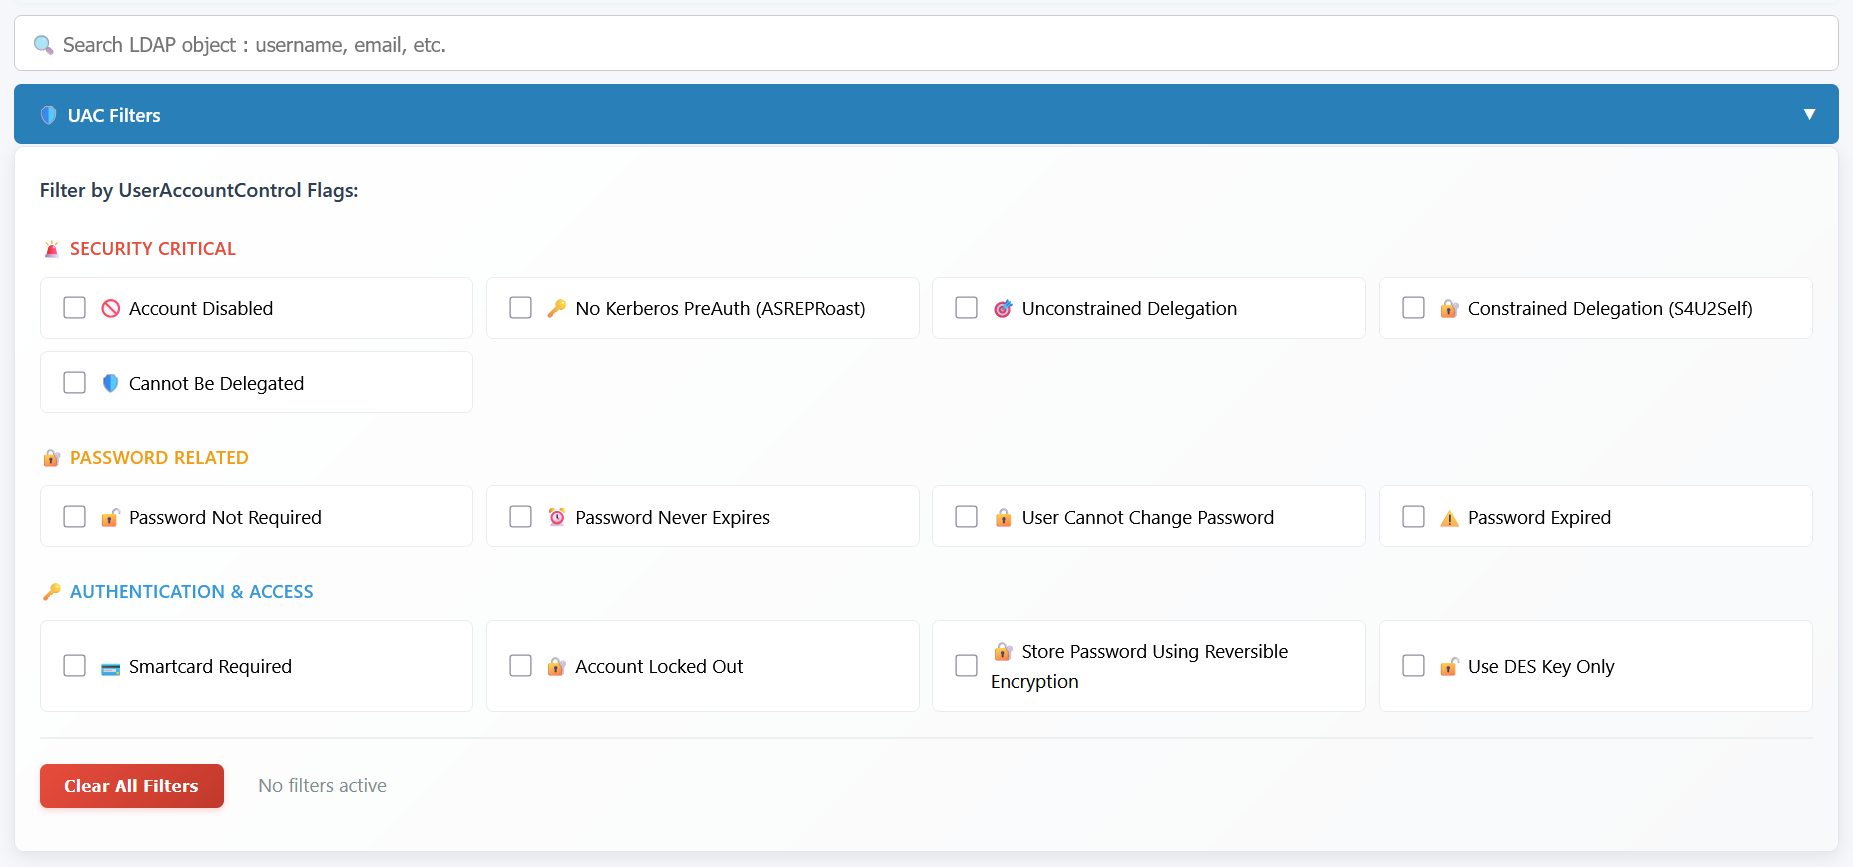 Search LDAP object : username, email, etc.
UAC Filters
Filter by UserAccountControl Flags:
SECURITY CRITICAL
Account Disabled
No Kerberos PreAuth (ASREPRoast)
Unconstrained Delegation
Constrained Delegation (S4U2Self)
Cannot Be Delegated
PASSWORD RELATED
Password Not Required
Password Never Expires
User Cannot Change Password
Password Expired
AUTHENTICATION & ACCESS
Smartcard Required
Account Locked Out
Store Password Using Reversible
Encryption
Use DES Key Only
Clear All Filters
No filters active